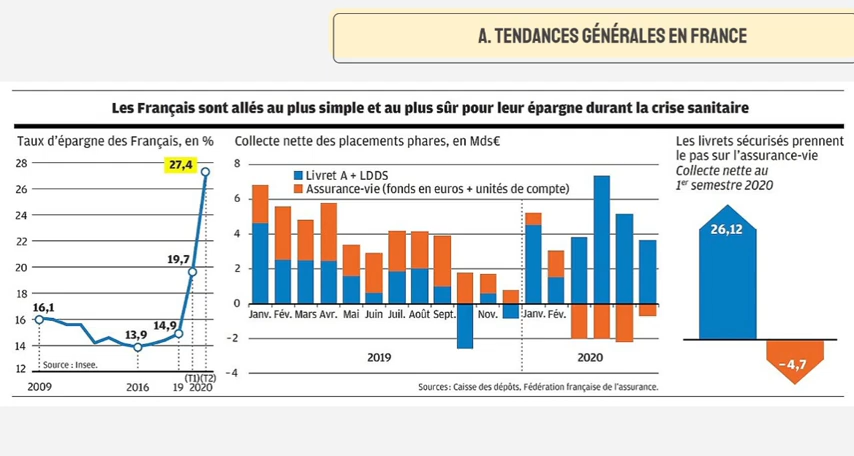 A. TENDANCES GÉNÉRALES EN FRANCE
Les Français sont allés au plus simple et au plus sûr pour leur épargne durant la crise sanitaire
Taux d'épargne des Français, en %
28
26
24
22
20
18
16
14
12
27,4
19,7
16,1
14,9
13,9
Source : Insee.
(T1)(T2)
2009
2016
19 2020
Collecte nette des placements phares, en Mds€
8
6
4
2
0
-2
-4
Livret A + LDDS
Assurance-vie (fonds en euros + unités de compte)
Janv. Fév. Mars Avr. Mai Juin Juil. Août Sept. Nov. Janv. Fév.
2019
2020
Sources : Caisse des dépôts, Fédération française de l'assurance.
Les livrets sécurisés prennent
le pas sur l'assurance-vie
Collecte nette au
1er semestre 2020
26,12
-4,7